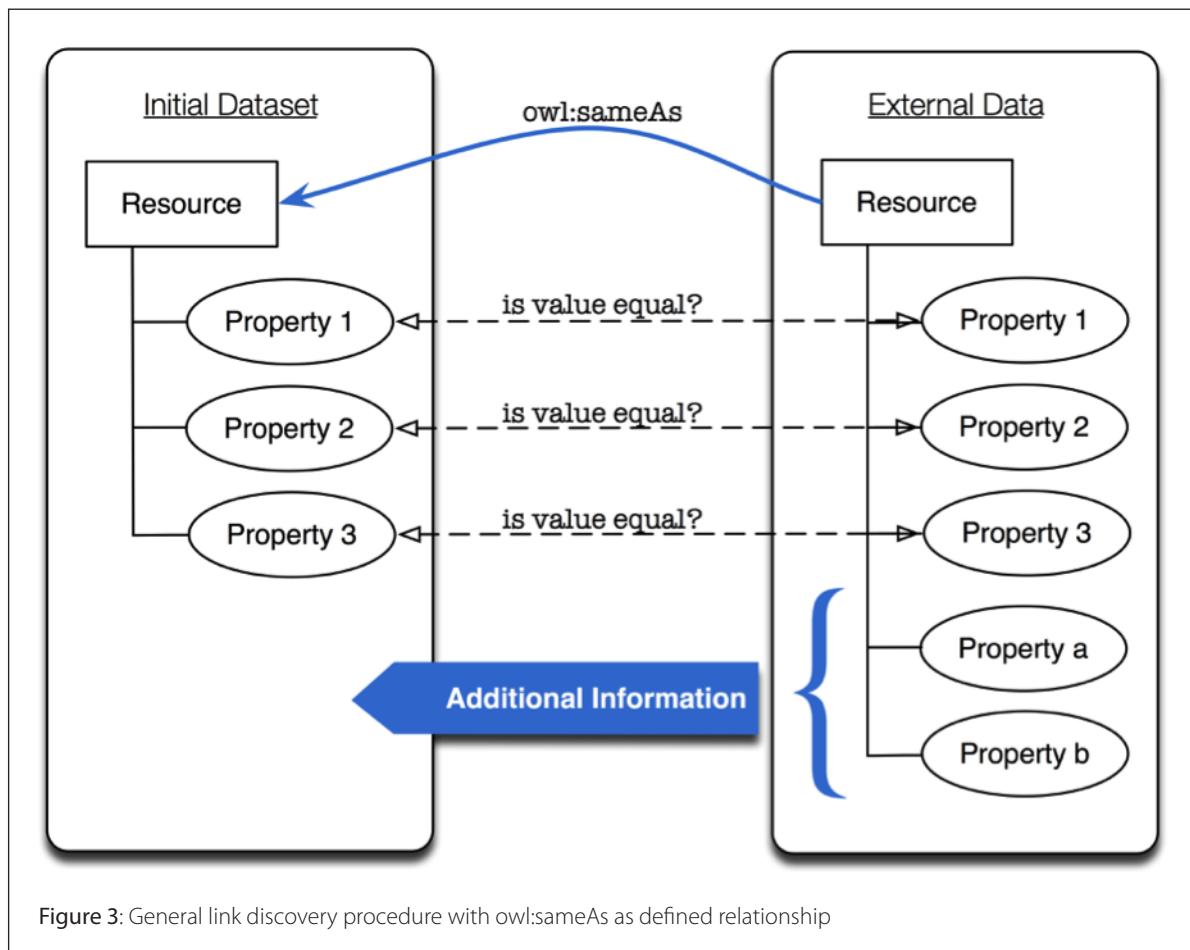 Initial Dataset
owl:sameAs
External Data
Resource
Resource
Property 1
is value equal?
Property 1
Property 2
is value equal?
Property 2
Property 3
is value equal?
Property 3
Property a
Additional Information
Property b
Figure 3: General link discovery procedure with owl:sameAs as defined relationship